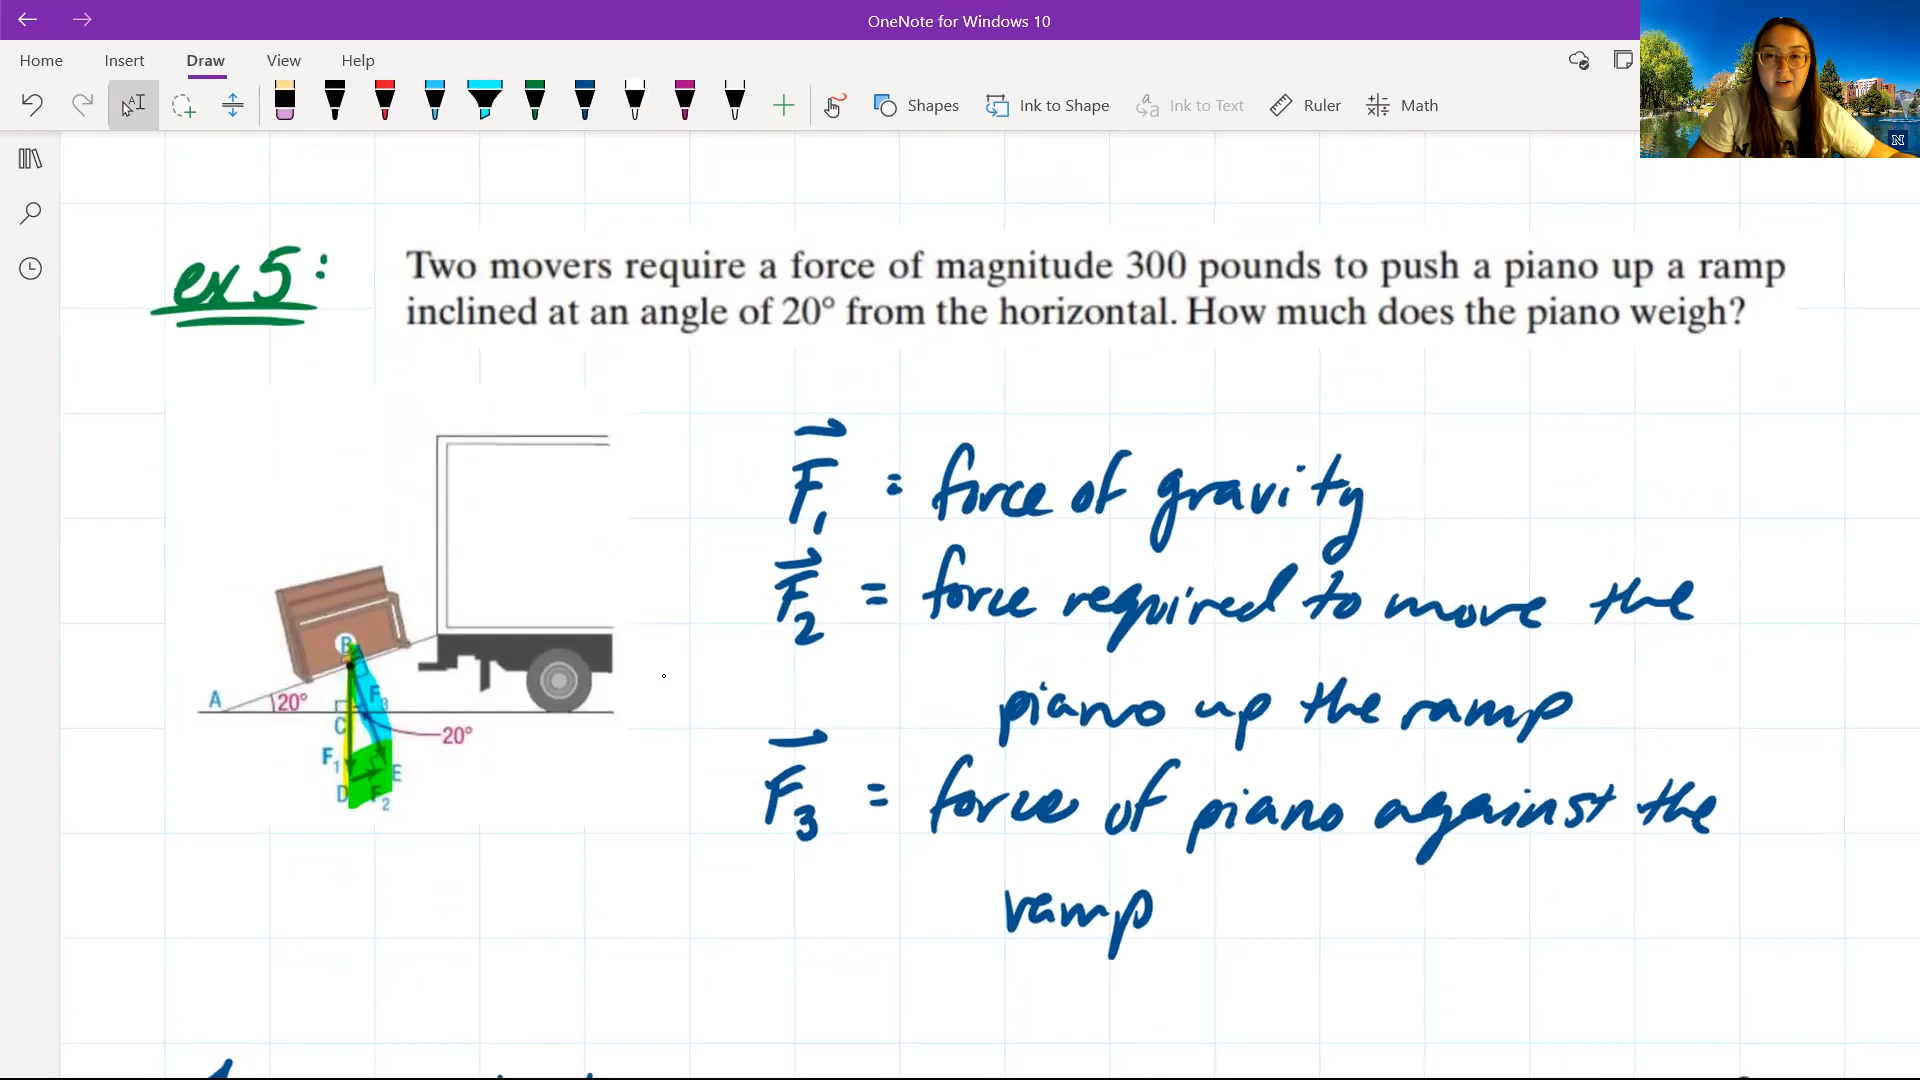 OneNote for Windows 10
Home Insert Draw View Help
Shapes Ink to Shape Ink to Text Ruler Math
N
ex 5:
Two movers require a force of magnitude 300 pounds to push a piano up a ramp
inclined at an angle of 20° from the horizontal. How much does the piano weigh?
F₁ = force of gravity
F₂ = force required to move the
piano up the ramp
F₃ = force of piano against the
ramp
B
A 20° F₃
C
20°
F₁ E
D F₂